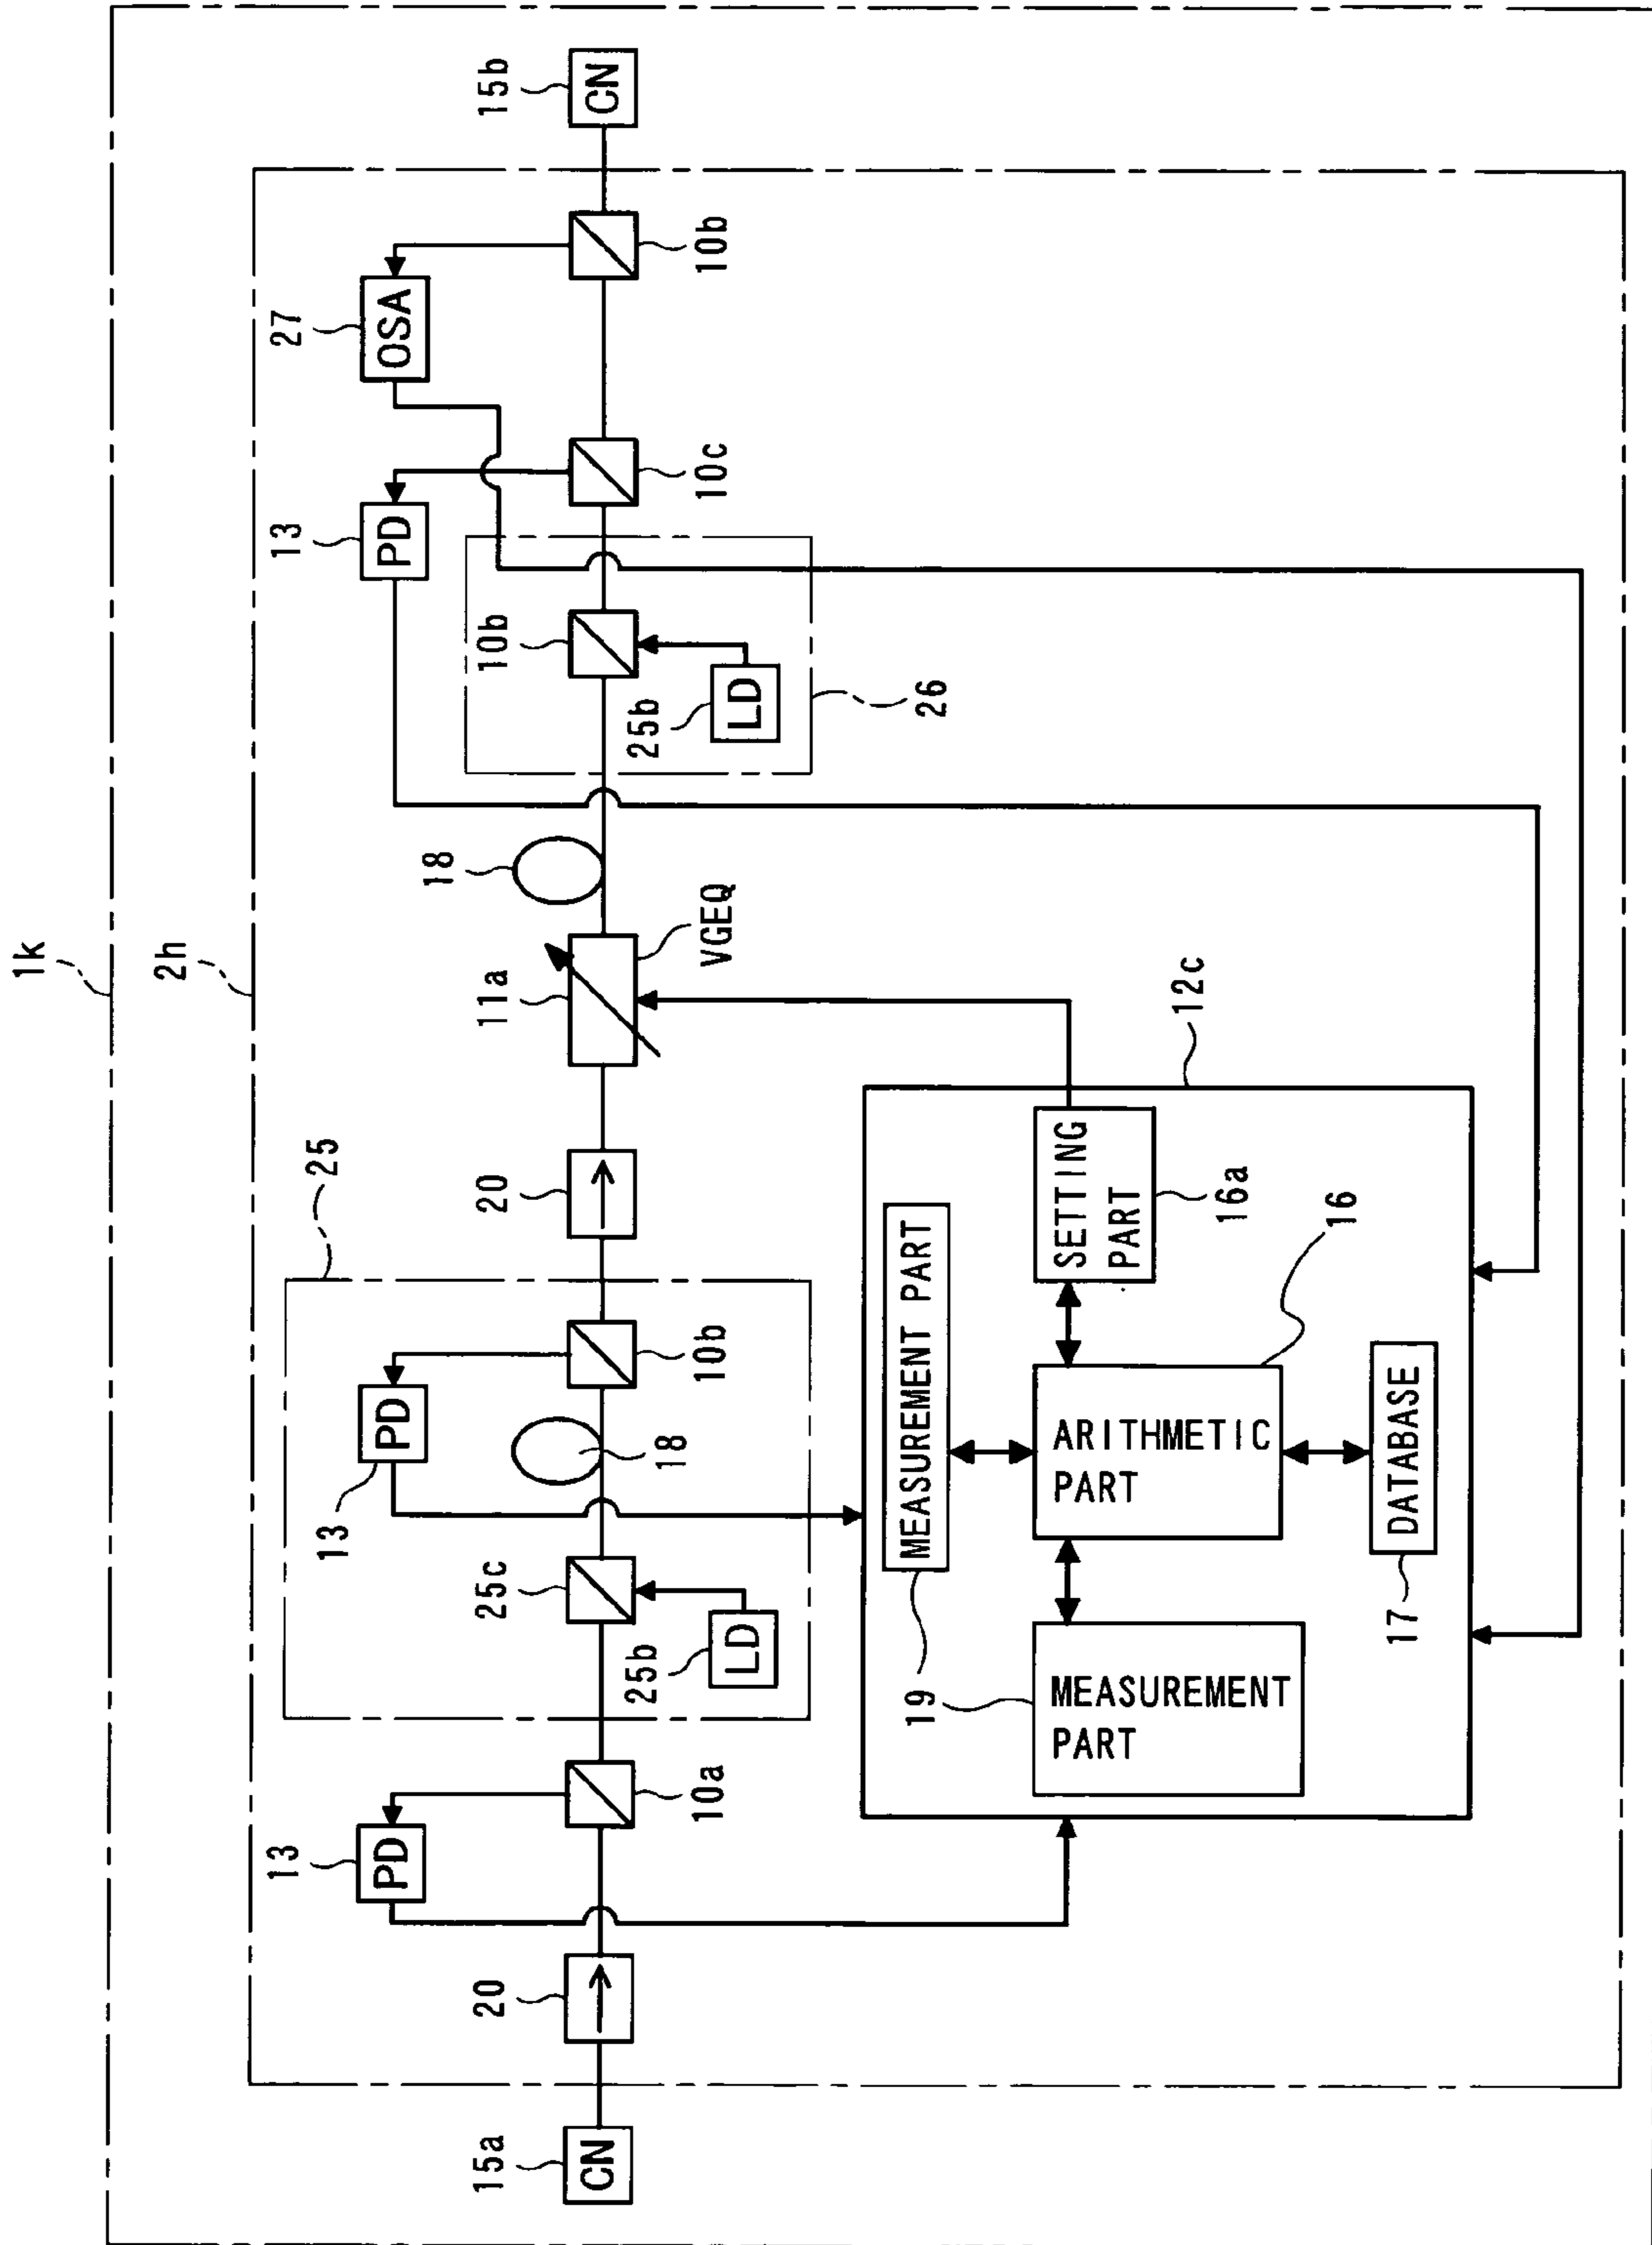 1k
2h
25
13
PD
13
PD
13
PD
27
OSA
15a
CN
20
10a
25c
25b
LD
18
10b
20
11a
VGEQ
18
10b
25b
LD
26
10c
10b
15b
CN
12c
19
MEASUREMENT PART
MEASUREMENT
PART
ARITHMETIC
PART
16
SETTING
PART
16a
17
DATABASE